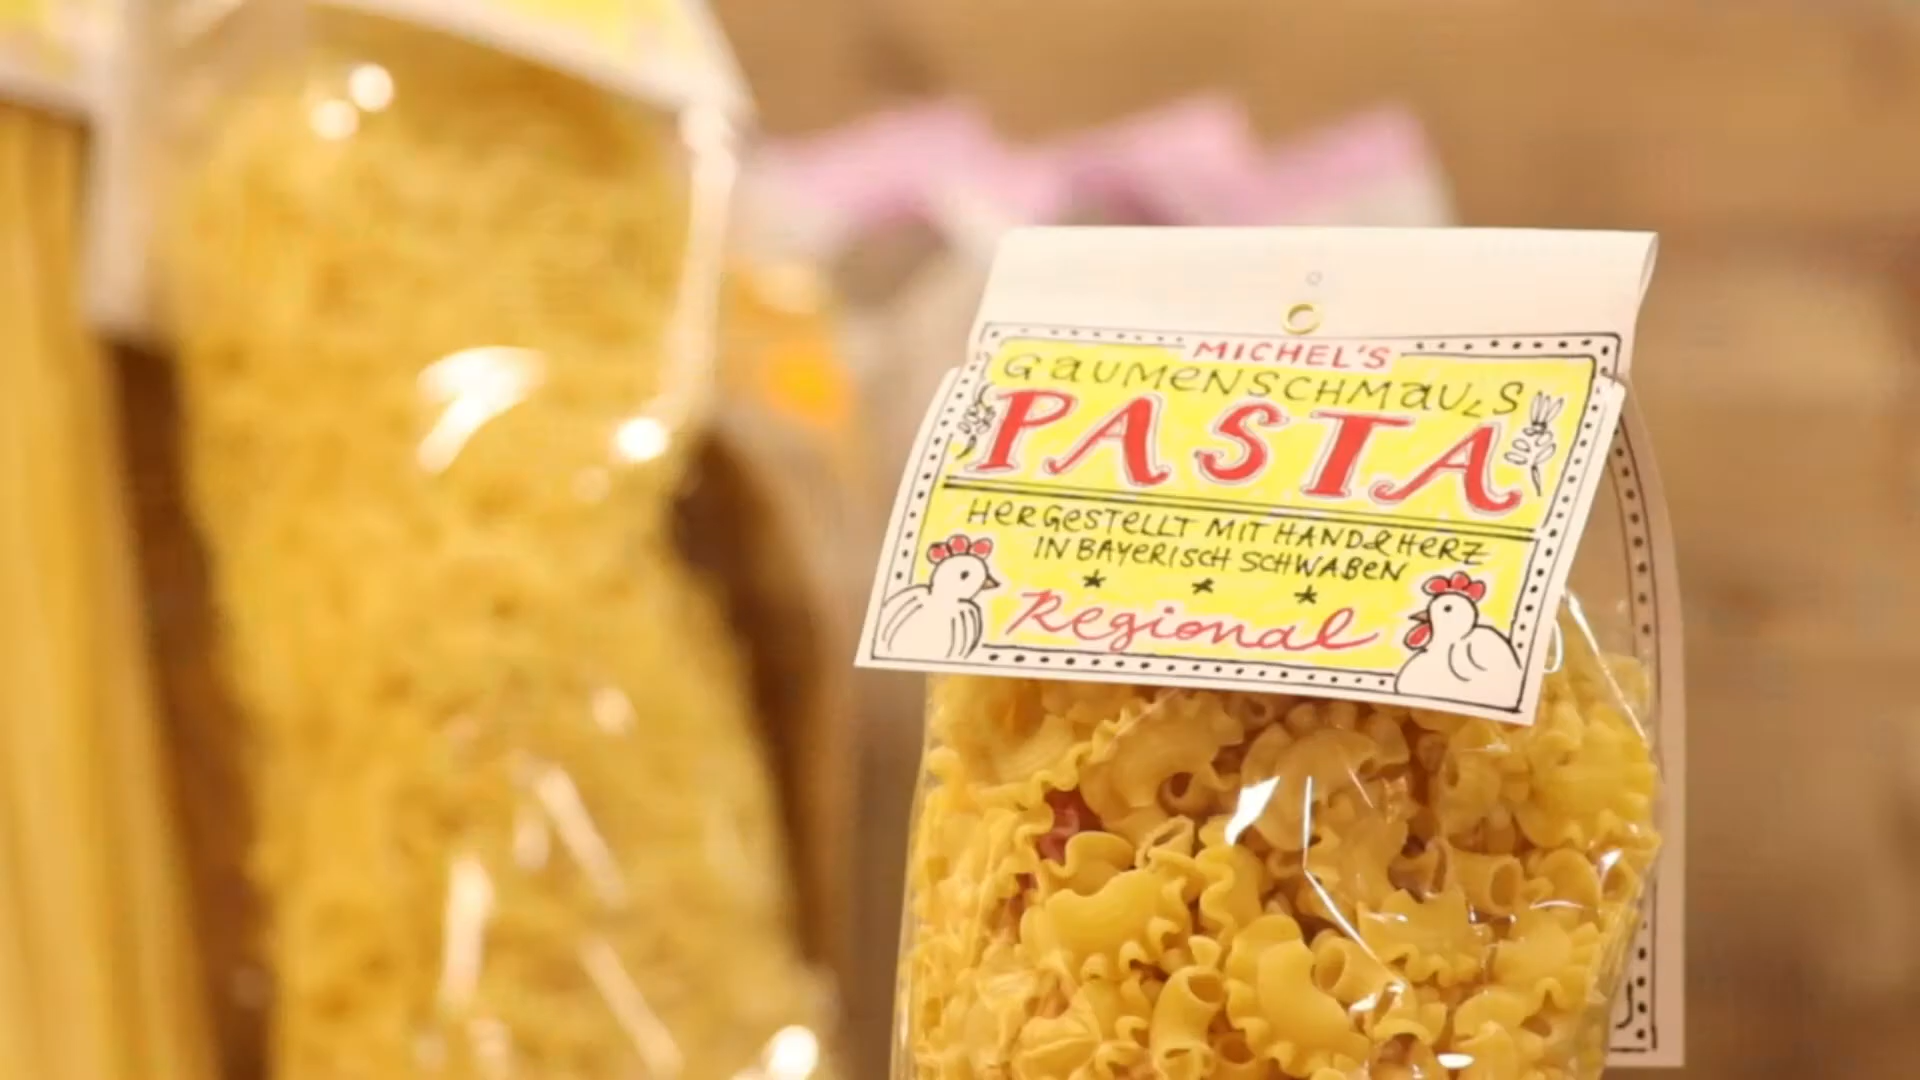 MICHEL'S
GAUMENSCHMAUS
PASTA
HERGESTELLT MIT HAND & HERZ
IN BAYERISCH SCHWABEN
Regional